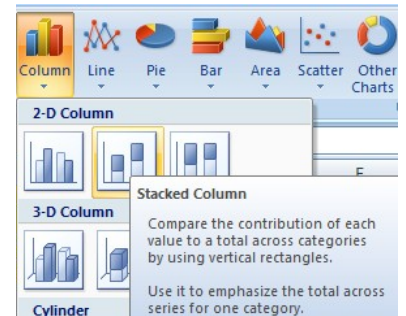 Column Line Pie Bar Area Scatter Other Charts
2-D Column
Stacked Column
Compare the contribution of each
value to a total across categories
by using vertical rectangles.
Use it to emphasize the total across
series for one category.
3-D Column
Cylinder